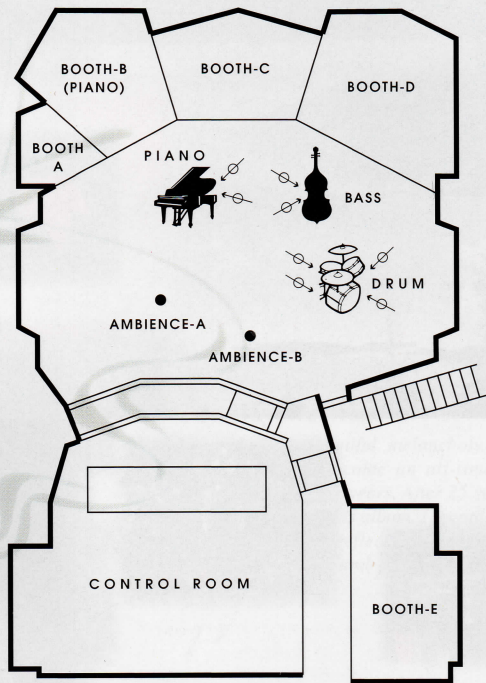 BOOTH-B
(PIANO)
BOOTH-C
BOOTH-D
BOOTH
A
PIANO
BASS
DRUM
AMBIENCE-A
AMBIENCE-B
CONTROL ROOM
BOOTH-E